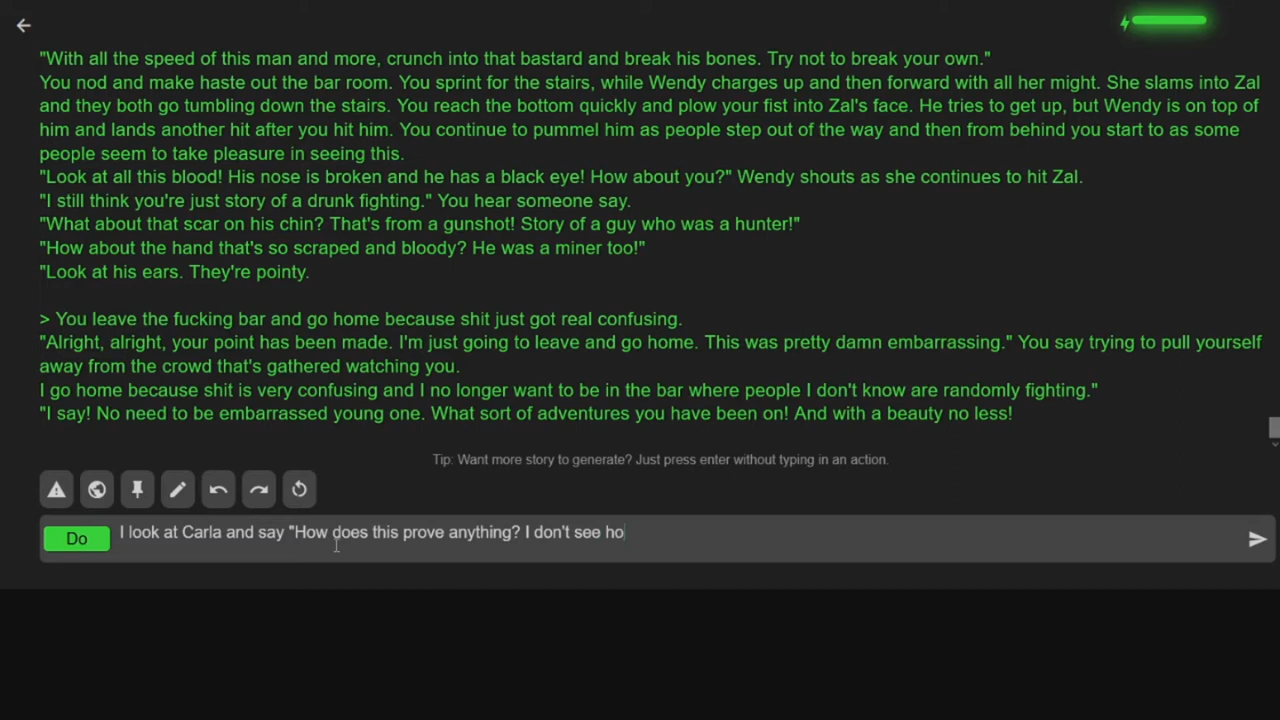 "With all the speed of this man and more, crunch into that bastard and break his bones. Try not to break your own."
You nod and make haste out the bar room. You sprint for the stairs, while Wendy charges up and then forward with all her might. She slams into Zal
and they both go tumbling down the stairs. You reach the bottom quickly and plow your fist into Zal's face. He tries to get up, but Wendy is on top of
him and lands another hit after you hit him. You continue to pummel him as people step out of the way and then from behind you start to as some
people seem to take pleasure in seeing this.
"Look at all this blood! His nose is broken and he has a black eye! How about you?" Wendy shouts as she continues to hit Zal.
"I still think you're just story of a drunk fighting." You hear someone say.
"What about that scar on his chin? That's from a gunshot! Story of a guy who was a hunter!"
"How about the hand that's so scraped and bloody? He was a miner too!"
"Look at his ears. They're pointy.
> You leave the fucking bar and go home because shit just got real confusing.
"Alright, alright, your point has been made. I'm just going to leave and go home. This was pretty damn embarrassing." You say trying to pull yourself
away from the crowd that's gathered watching you.
I go home because shit is very confusing and I no longer want to be in the bar where people I don't know are randomly fighting."
"I say! No need to be embarrassed young one. What sort of adventures you have been on! And with a beauty no less!
Tip: Want more story to generate? Just press enter without typing in an action.
Do I look at Carla and say "How does this prove anything? I don't see ho